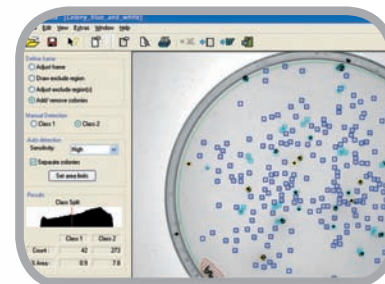 [Colony_blue_and_white]
Edit View Extras Window Help
Define frame
Adjust frame
Draw exclude region
Adjust exclude region(s)
Add/ remove colonies
Manual Detection
Class 1 Class 2
Auto detection
Sensitivity: High
Separate colonies
Set area limits
Results
Class Split
Class 1 Class 2
Count: 42 273
% Area: 0.9 7.8